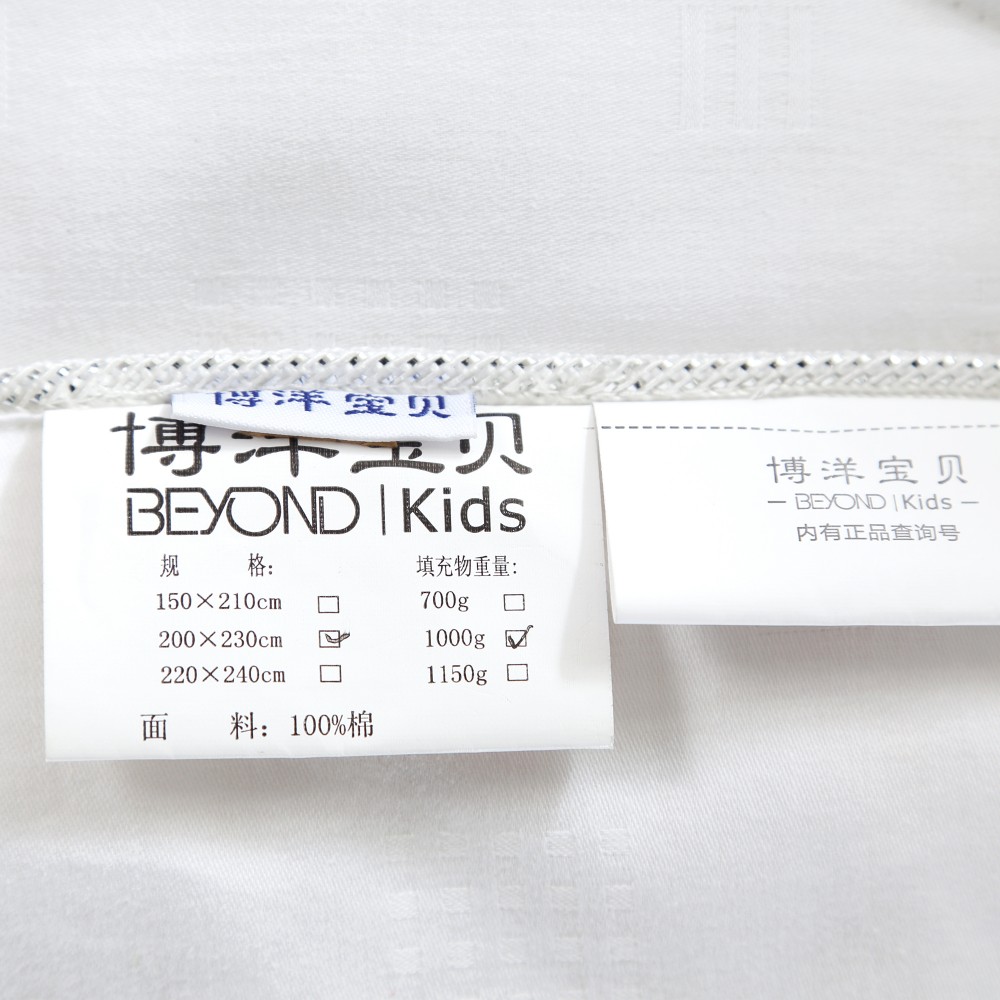 博洋宝贝
博洋宝贝
BEYOND | Kids
规 格: 填充物重量:
150×210cm □ 700g □
200×230cm ☑ 1000g ☑
220×240cm □ 1150g □
面 料: 100%棉
博洋宝贝
— BEYOND | Kids —
内有正品查询号